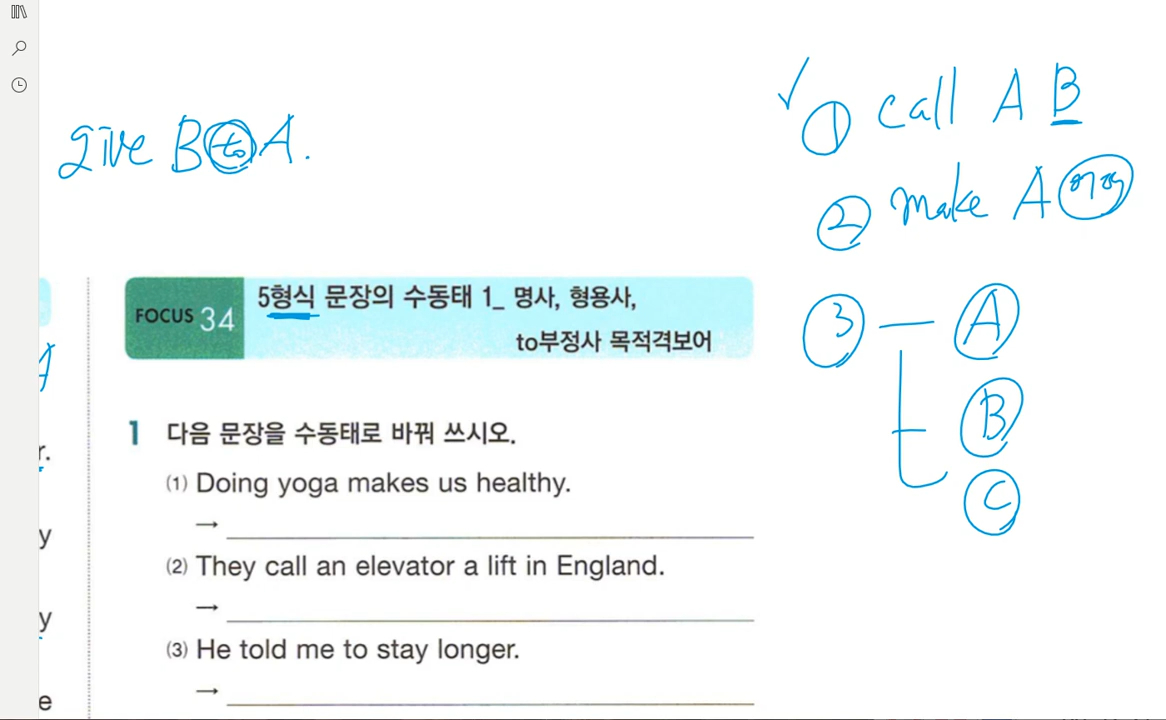 ① call A B
give B to A.
② make A
③ A
B
C
FOCUS 34
5형식 문장의 수동태 1_ 명사, 형용사,
to부정사 목적격보어
1 다음 문장을 수동태로 바꿔 쓰시오.
(1) Doing yoga makes us healthy.
→
(2) They call an elevator a lift in England.
→
(3) He told me to stay longer.
→
r.
y
y
e